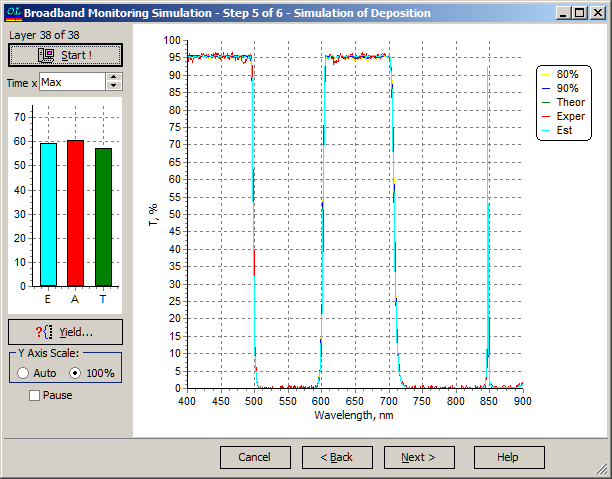 OL Broadband Monitoring Simulation - Step 5 of 6 - Simulation of Deposition
Layer 38 of 38
Start !
Time x Max
70
60
50
40
30
20
10
0
E A T
?{ Yield...
Y Axis Scale:
Auto 100%
Pause
100
95
90
85
80
75
70
65
60
55
50
45
40
35
30
25
20
15
10
5
0
T, %
400 450 500 550 600 650 700 750 800 850 900
Wavelength, nm
80%
90%
Theor
Exper
Est
Cancel < Back Next > Help